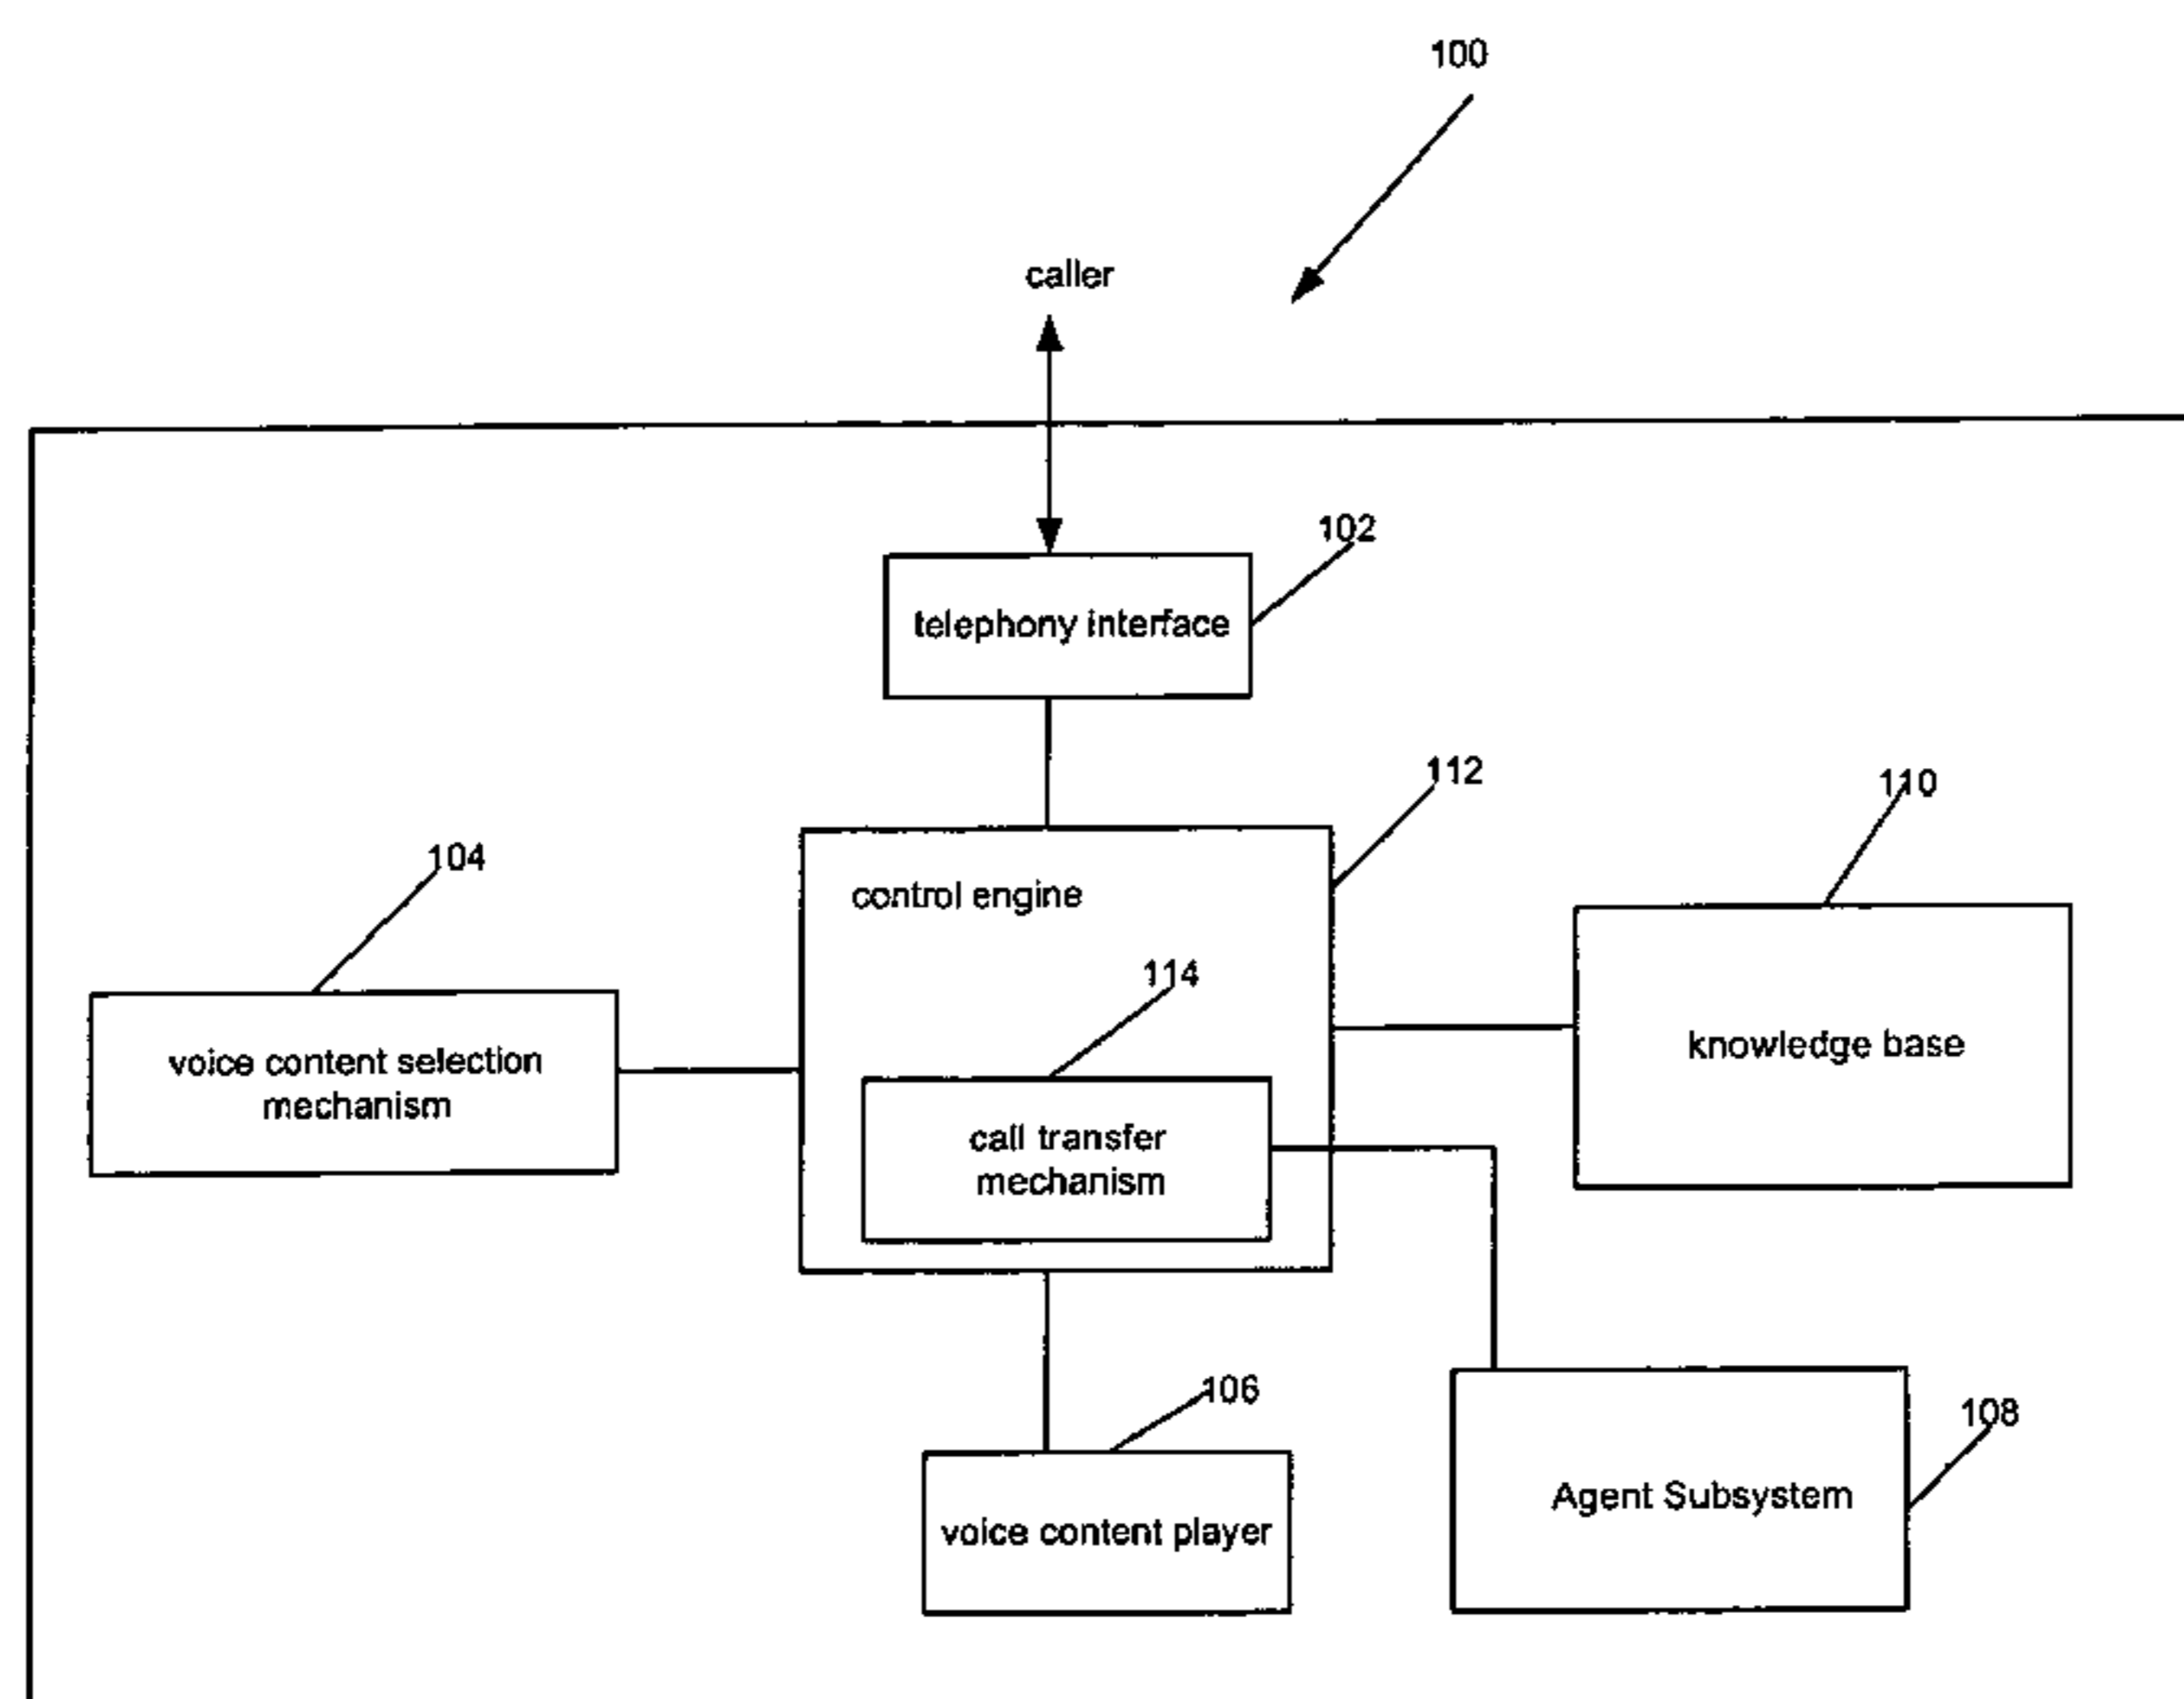 100
caller
102
telephony interface
112
110
104
control engine
114
voice content selection
mechanism
knowledge base
call transfer
mechanism
106
108
Agent Subsystem
voice content player